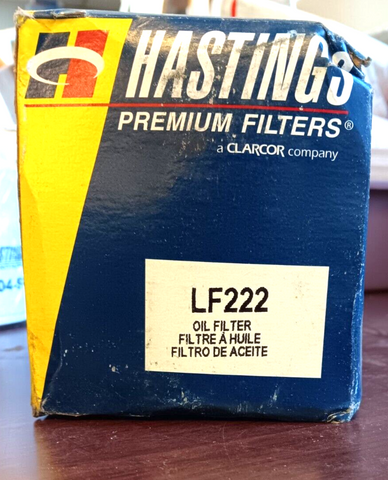 HASTINGS
PREMIUM FILTERS®
a CLARCOR company
LF222
OIL FILTER
FILTRE À HUILE
FILTRO DE ACEITE